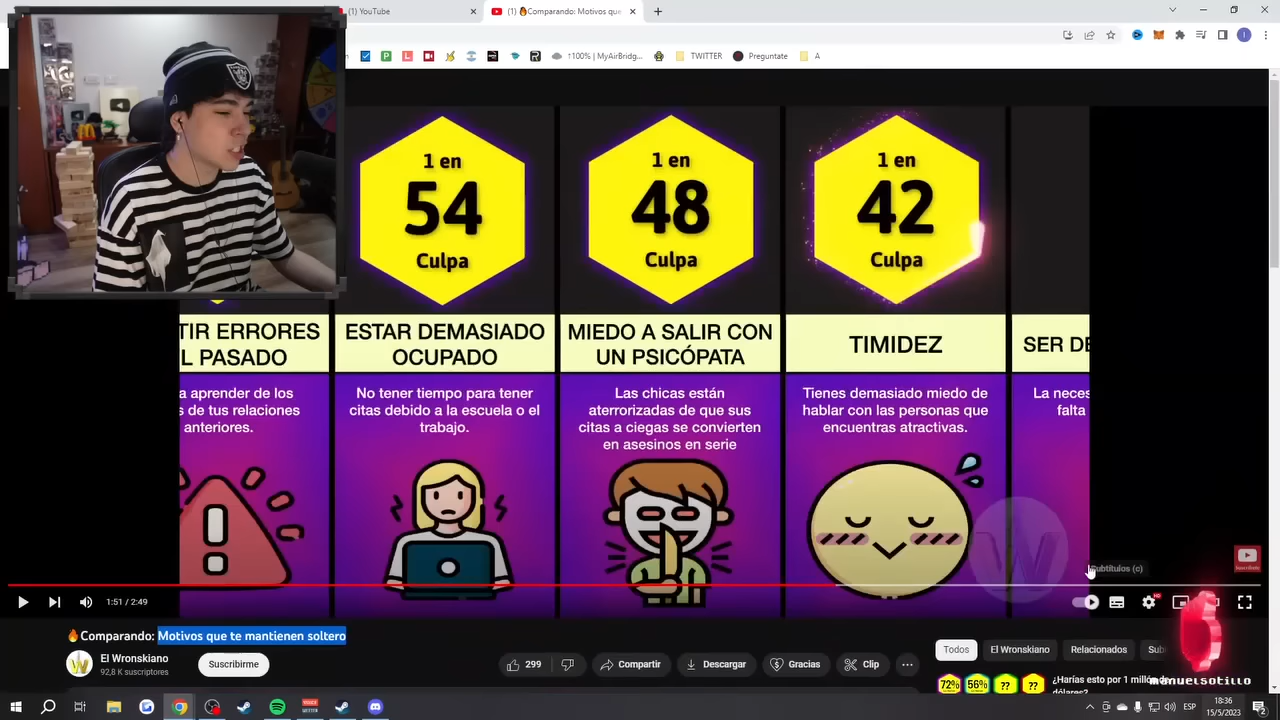 (1) YouTube
(1) 🔥Comparando: Motivos qu
↑100% | MyAirBridg...
TWITTER
Preguntate
A
1 en
54
Culpa
1 en
48
Culpa
1 en
42
Culpa
TIR ERRORES
L PASADO
ESTAR DEMASIADO
OCUPADO
MIEDO A SALIR CON
UN PSICÓPATA
TIMIDEZ
SER DE
a aprender de los
s de tus relaciones
anteriores.
No tener tiempo para tener
citas debido a la escuela o el
trabajo.
Las chicas están
aterrorizadas de que sus
citas a ciegas se convierten
en asesinos en serie
Tienes demasiado miedo de
hablar con las personas que
encuentras atractivas.
La neces
falta
Subtítulos (c)
Suscríbete
1:51 / 2:49
HD
🔥Comparando: Motivos que te mantienen soltero
El Wronskiano
92,8 K suscriptores
Suscribirme
299
Compartir
Descargar
Gracias
Clip
Todos
El Wronskiano
Relacionados
Sub
72% 56% ?? ??
¿Harías esto por 1 millón
dólares?
manuelsotillo
ESP
18:36
15/5/2023